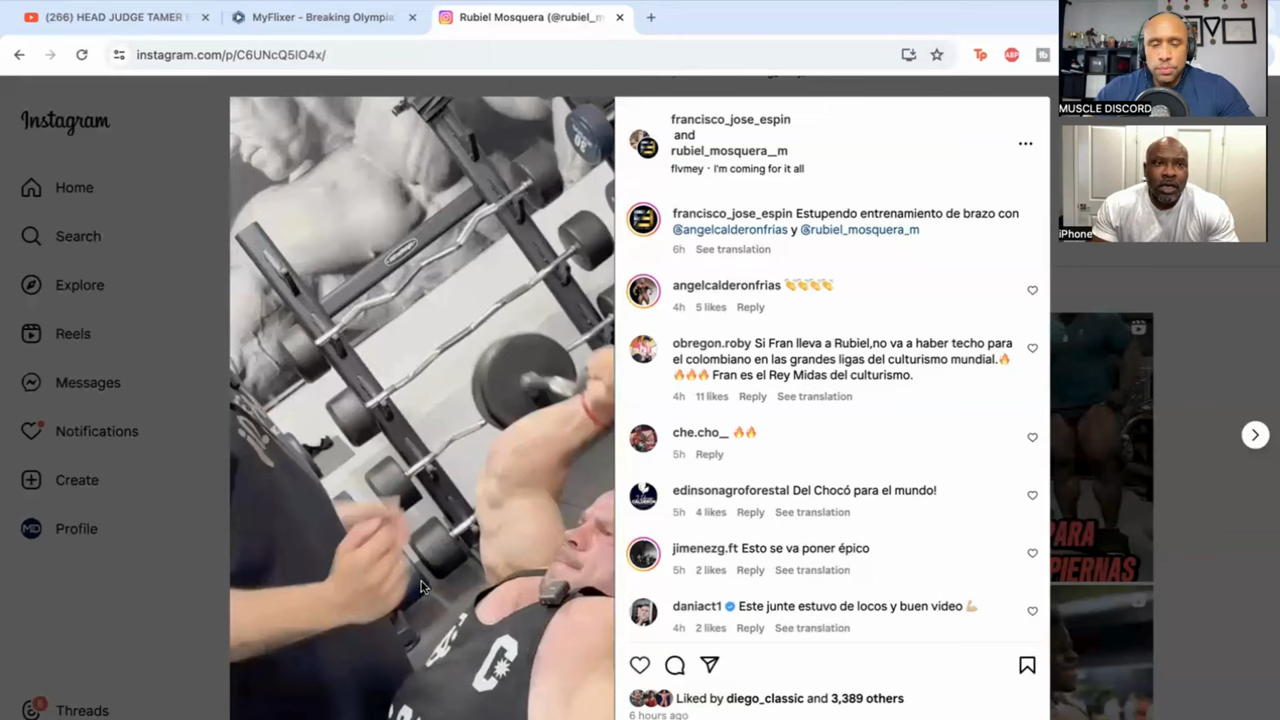 (266) HEAD JUDGE TAMER E
MyFlixer - Breaking Olympia
Rubiel Mosquera (@rubiel_m
instagram.com/p/C6UNcQ5lO4x/
Instagram
Home
Search
Explore
Reels
Messages
Notifications
Create
MD
Profile
Threads
francisco_jose_espin
and
rubiel_mosquera__m
flvmey · I'm coming for it all
francisco_jose_espin Estupendo entrenamiento de brazo con
@angelcalderonfrias y @rubiel_mosquera_m
6h See translation
angelcalderonfrias 👏👏👏👏
4h 5 likes Reply
obregon.roby Si Fran lleva a Rubiel,no va a haber techo para
el colombiano en las grandes ligas del culturismo mundial.🔥
🔥🔥🔥 Fran es el Rey Midas del culturismo.
4h 11 likes Reply See translation
che.cho_ 🔥🔥
5h Reply
edinsonagroforestal Del Chocó para el mundo!
5h 4 likes Reply See translation
jimenezg.ft Esto se va poner épico
5h 2 likes Reply See translation
daniact1 Este junte estuvo de locos y buen video 💪🏼
4h 2 likes Reply See translation
Liked by diego_classic and 3,389 others
6 hours ago
MUSCLE DISCORD
iPhone
PARA
PIERNAS
Tp
ABP
fb
30